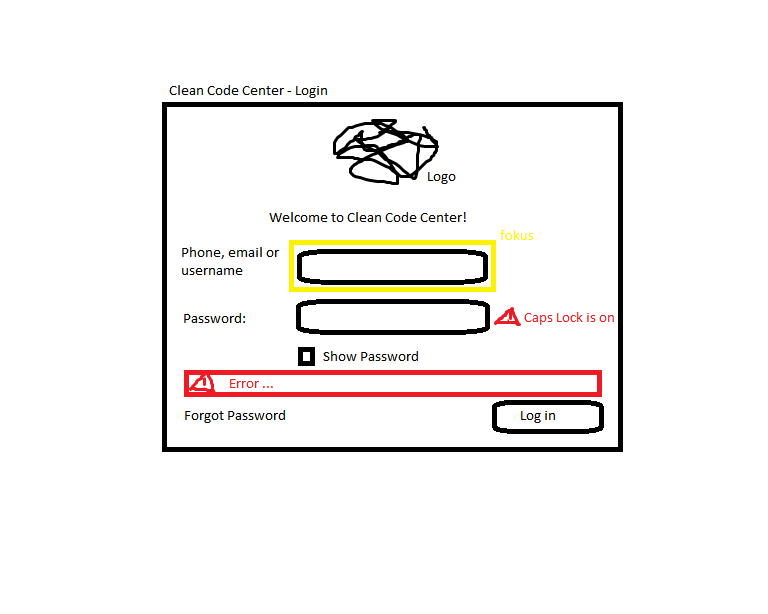 Clean Code Center - Login
Logo
Welcome to Clean Code Center!
fokus
Phone, email or
username
Password:
Caps Lock is on
Show Password
Error ...
Forgot Password
Log in